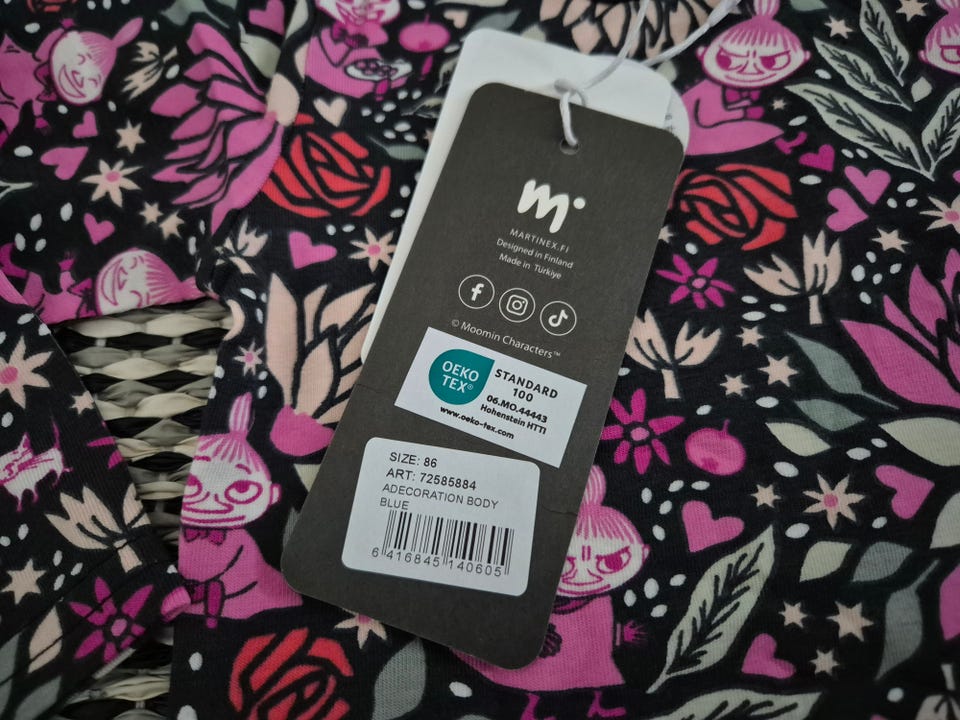 m
MARTINEX.FI
Designed in Finland
Made in Türkiye
© Moomin Characters™
OEKO
TEX®
STANDARD
100
06.MO.44443
Hohenstein HTTI
www.oeko-tex.com
SIZE: 86
ART: 72585884
ADECORATION BODY
BLUE
6 416845 140605